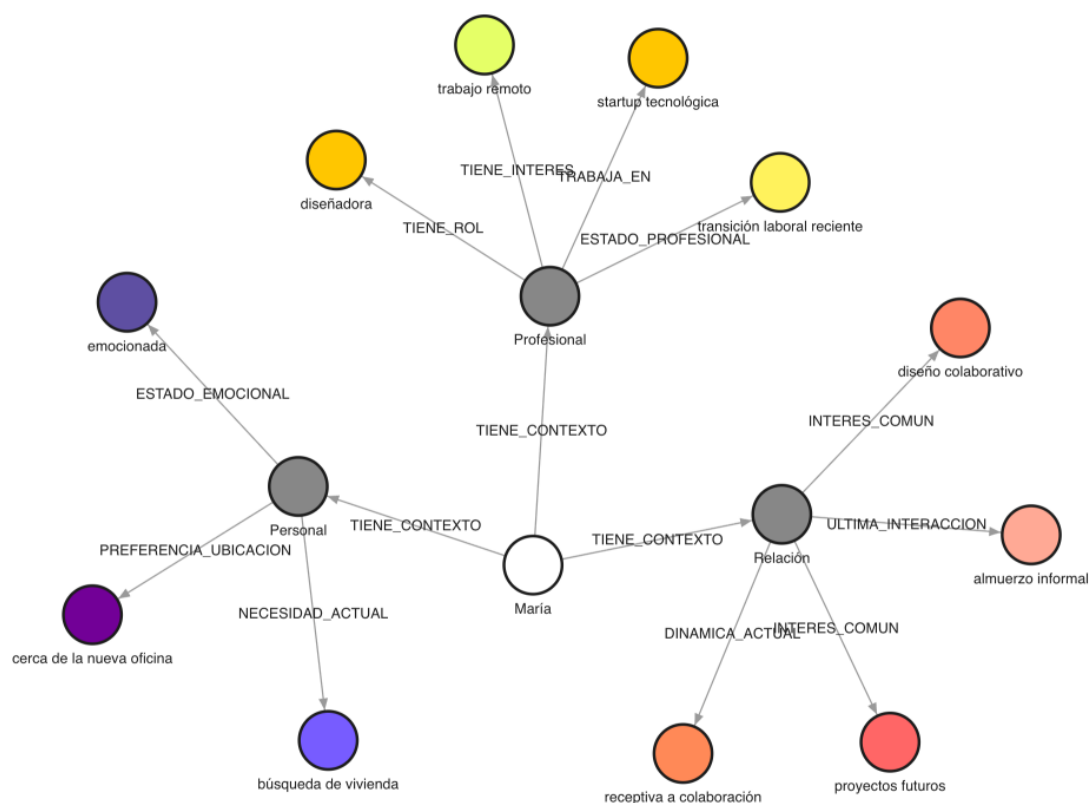 trabajo remoto
startup tecnológica
TIENE_INTERES
TRABAJA_EN
diseñadora
transición laboral reciente
TIENE_ROL
ESTADO_PROFESIONAL
Profesional
emocionada
diseño colaborativo
ESTADO_EMOCIONAL
INTERES_COMUN
TIENE_CONTEXTO
Personal
TIENE_CONTEXTO
ULTIMA_INTERACCION
TIENE_CONTEXTO
Relación
PREFERENCIA_UBICACION
almuerzo informal
María
NECESIDAD_ACTUAL
DINAMICA_ACTUAL
INTERES_COMUN
cerca de la nueva oficina
búsqueda de vivienda
receptiva a colaboración
proyectos futuros